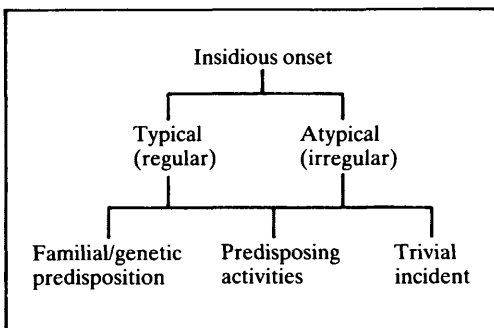 Insidious onset
Typical
(regular)
Atypical
(irregular)
Familial/genetic
predisposition
Predisposing
activities
Trivial
incident